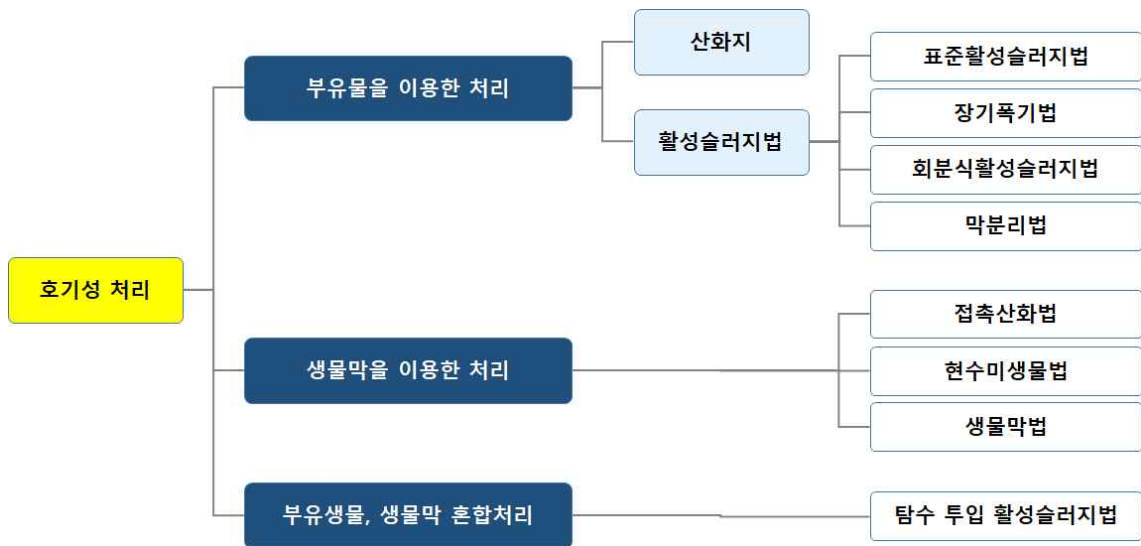 호기성 처리
부유물을 이용한 처리
산화지
활성슬러지법
표준활성슬러지법
장기폭기법
회분식활성슬러지법
막분리법
생물막을 이용한 처리
접촉산화법
현수미생물법
생물막법
부유생물, 생물막 혼합처리
탐수 투입 활성슬러지법